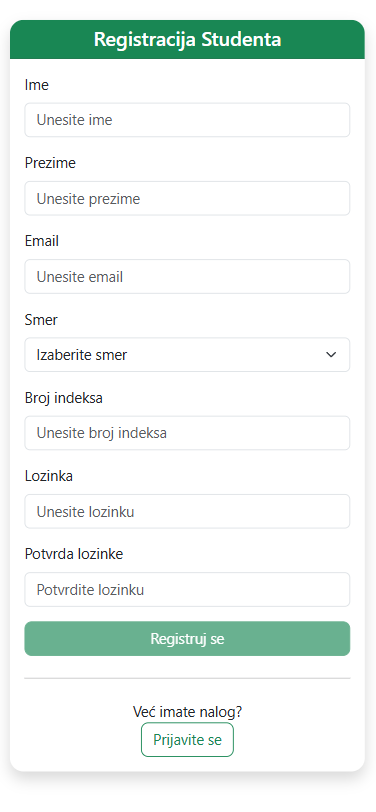 Registracija Studenta
Ime
Unesite ime
Prezime
Unesite prezime
Email
Unesite email
Smer
Izaberite smer
Broj indeksa
Unesite broj indeksa
Lozinka
Unesite lozinku
Potvrda lozinke
Potvrdite lozinku
Registruj se
Već imate nalog?
Prijavite se